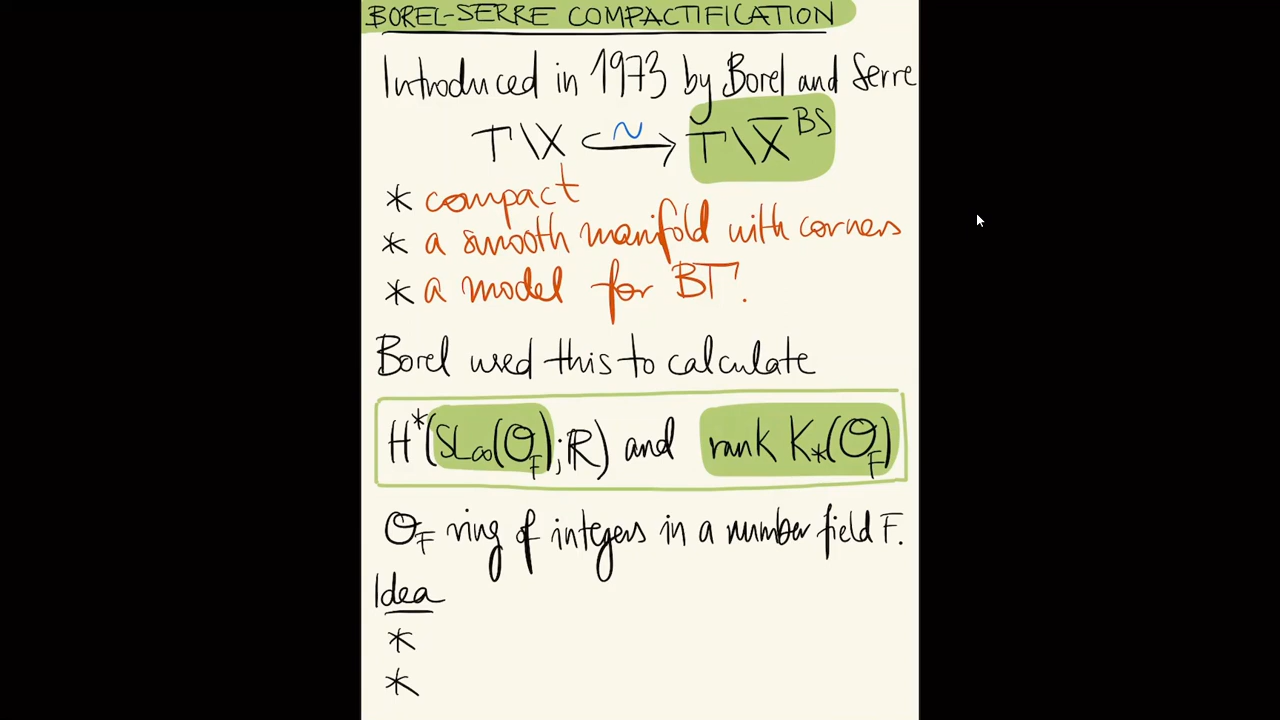 BOREL-SERRE COMPACTIFICATION
Introduced in 1973 by Borel and Serre
Γ\X ↪ Γ\X̅^BS
~
* compact
* a smooth manifold with corners
* a model for BΓ.
Borel used this to calculate
H*(SL∞(O_F);ℝ) and rank K_*(O_F)
O_F ring of integers in a number field F.
Idea
*
*